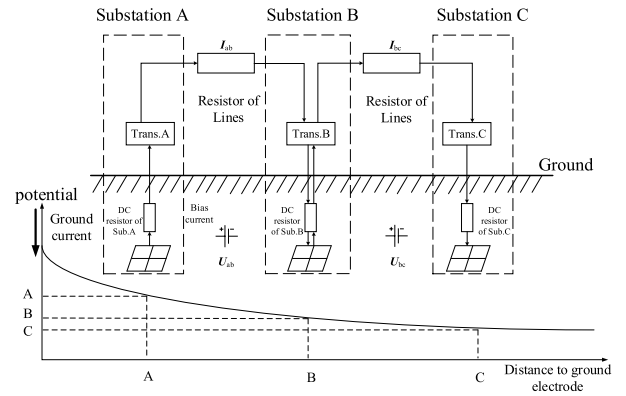 Substation A
Substation B
Substation C
Iab
Ibc
Resistor of
Lines
Resistor of
Lines
Trans.A
Trans.B
Trans.C
Ground
potential
Ground
current
DC
resistor of
Sub.A
Bias
current
DC
resistor
of Sub.B
DC
resistor
of Sub.C
+ -
+ -
Uab
Ubc
A
B
C
A
B
C
Distance to ground
electrode